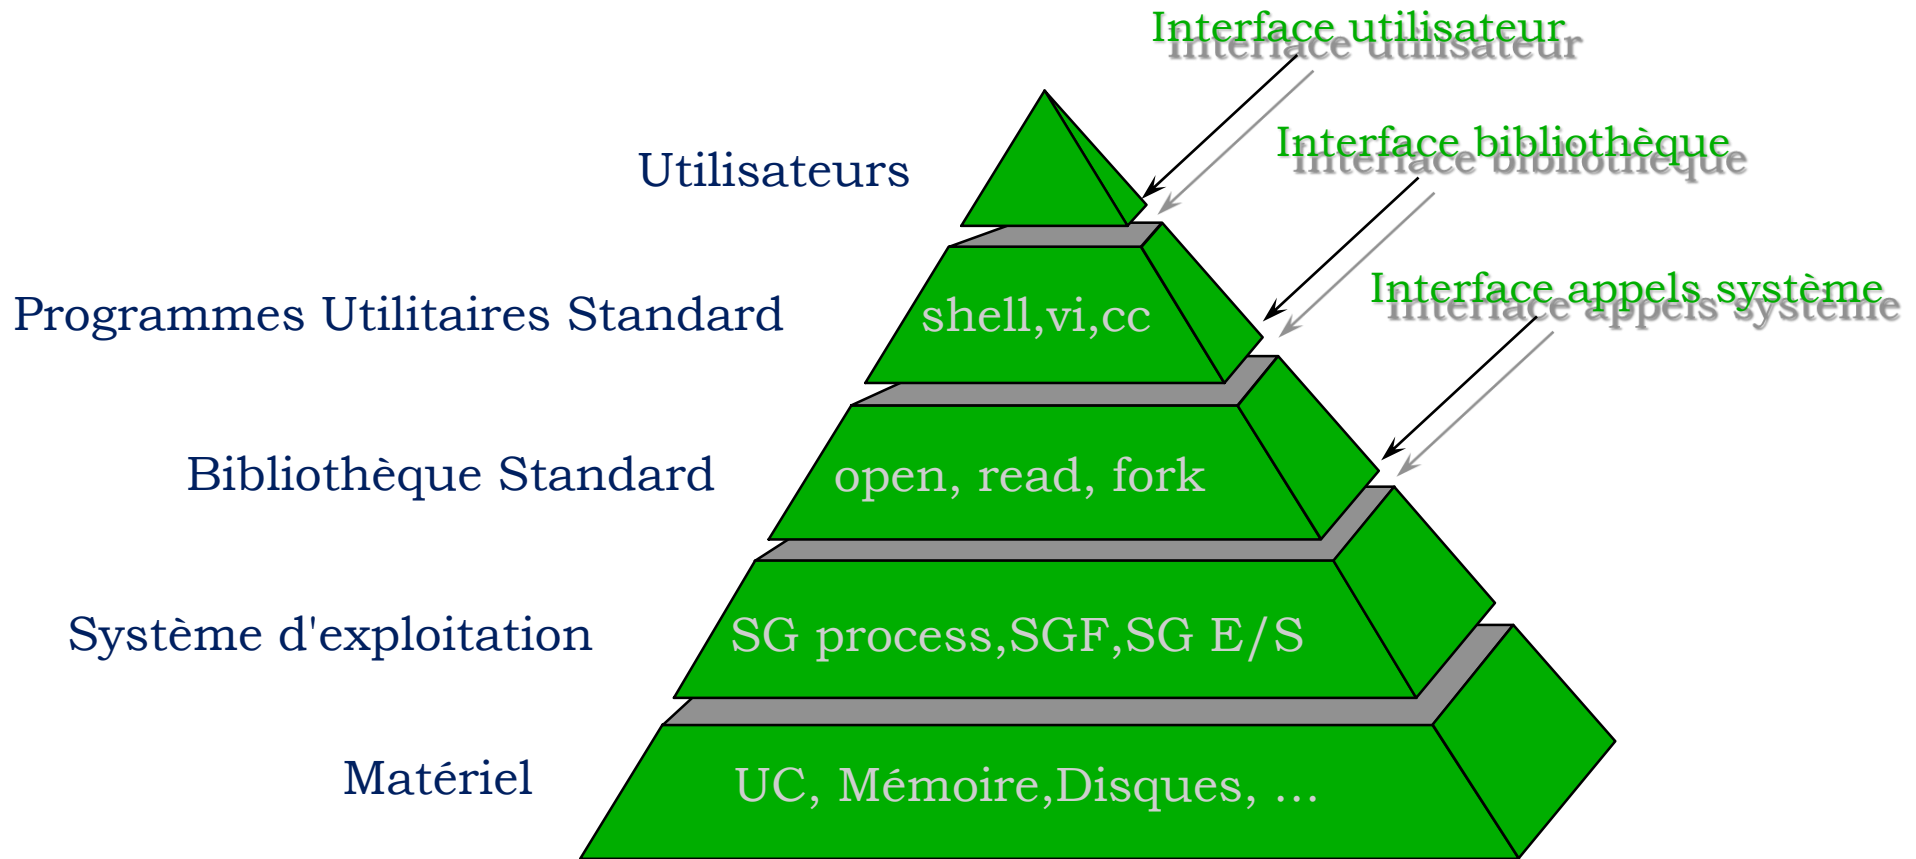 Interface utilisateur
Interface bibliothèque
Utilisateurs
Interface appels système
Programmes Utilitaires Standard
shell,vi,cc
Bibliothèque Standard
open, read, fork
Système d'exploitation
SG process,SGF,SG E/S
Matériel
UC, Mémoire,Disques, ...